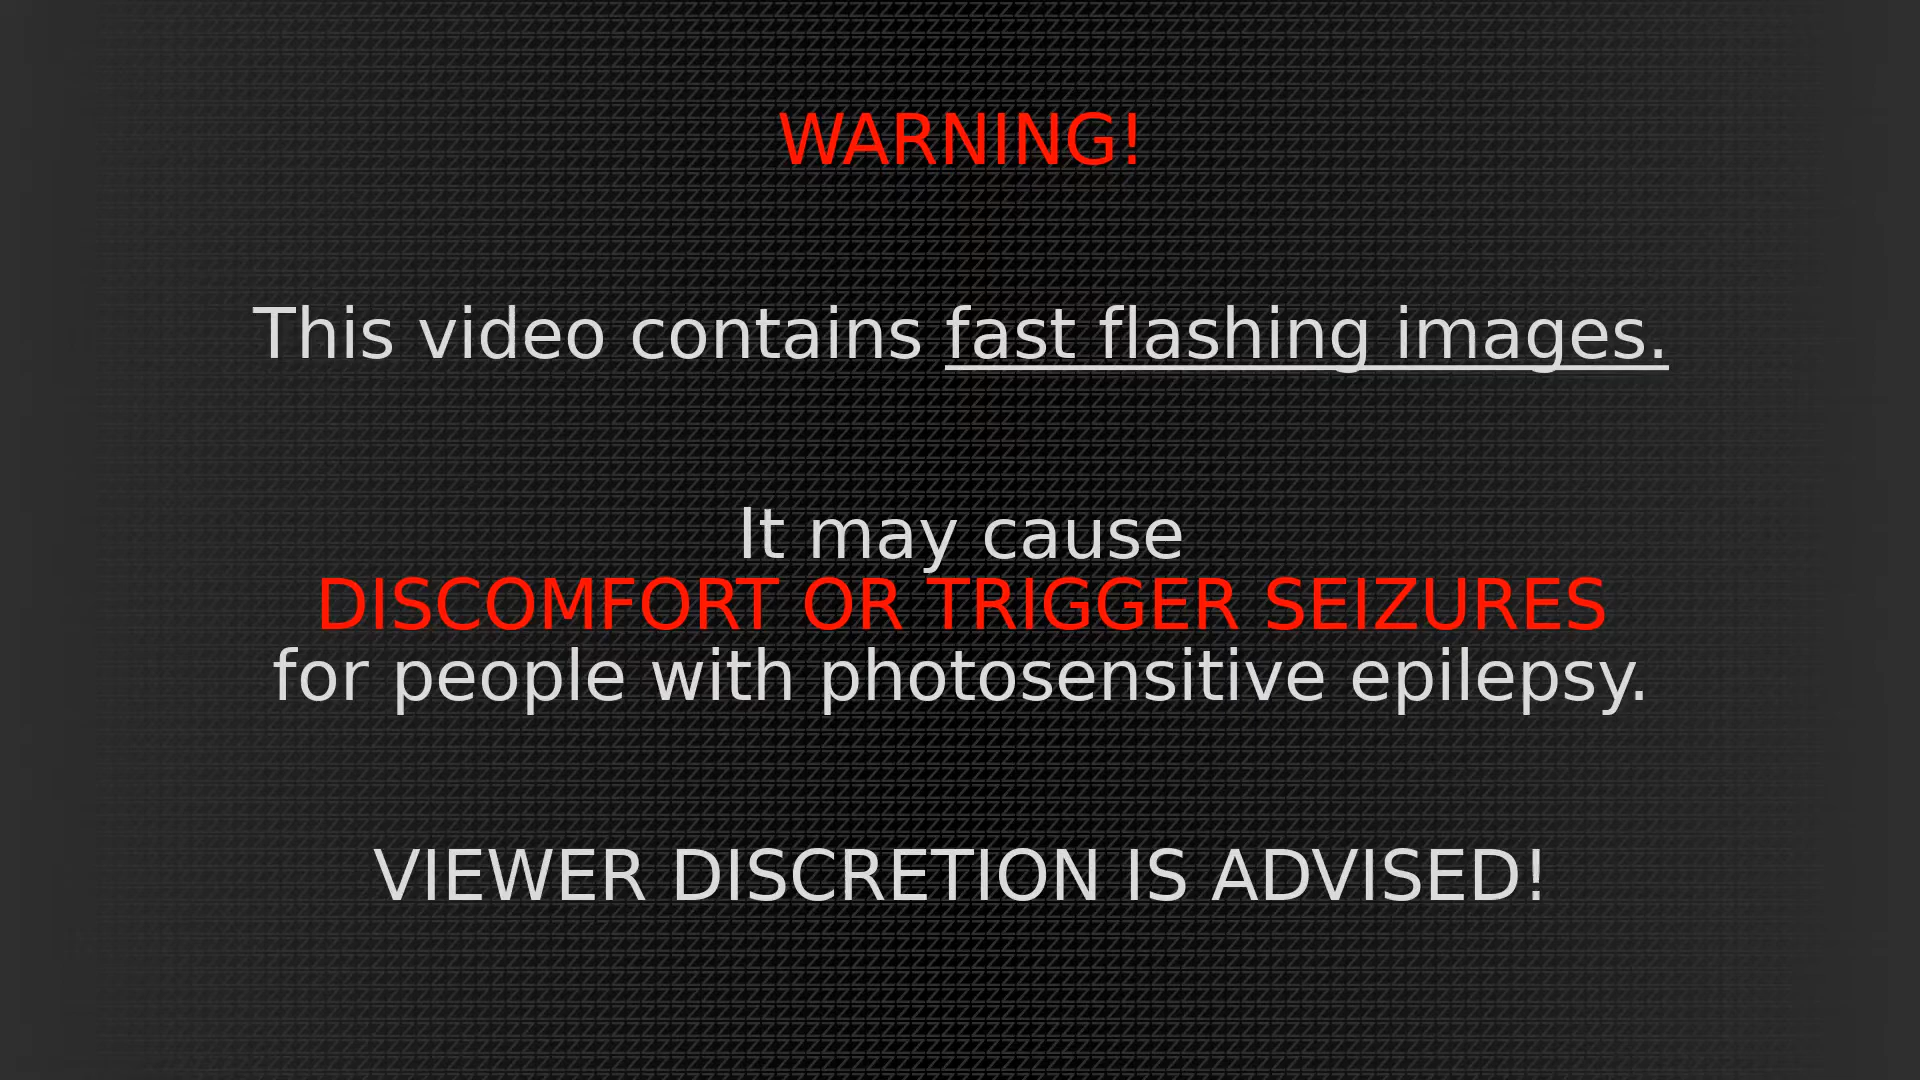 WARNING!
This video contains fast flashing images.
It may cause
DISCOMFORT OR TRIGGER SEIZURES
for people with photosensitive epilepsy.
VIEWER DISCRETION IS ADVISED!